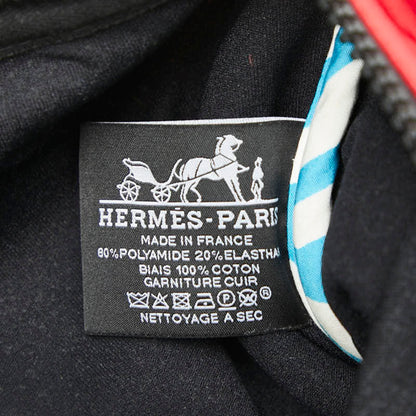 HERMÈS-PARIS
MADE IN FRANCE
80%POLYAMIDE 20%ELASTHA
BIAIS 100% COTON
GARNITURE CUIR
P W ®
NETTOYAGE A SEC